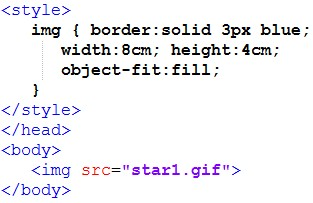 <style>
img { border:solid 3px blue;
width:8cm; height:4cm;
object-fit:fill;
}
</style>
</head>
<body>
<img src="star1.gif">
</body>